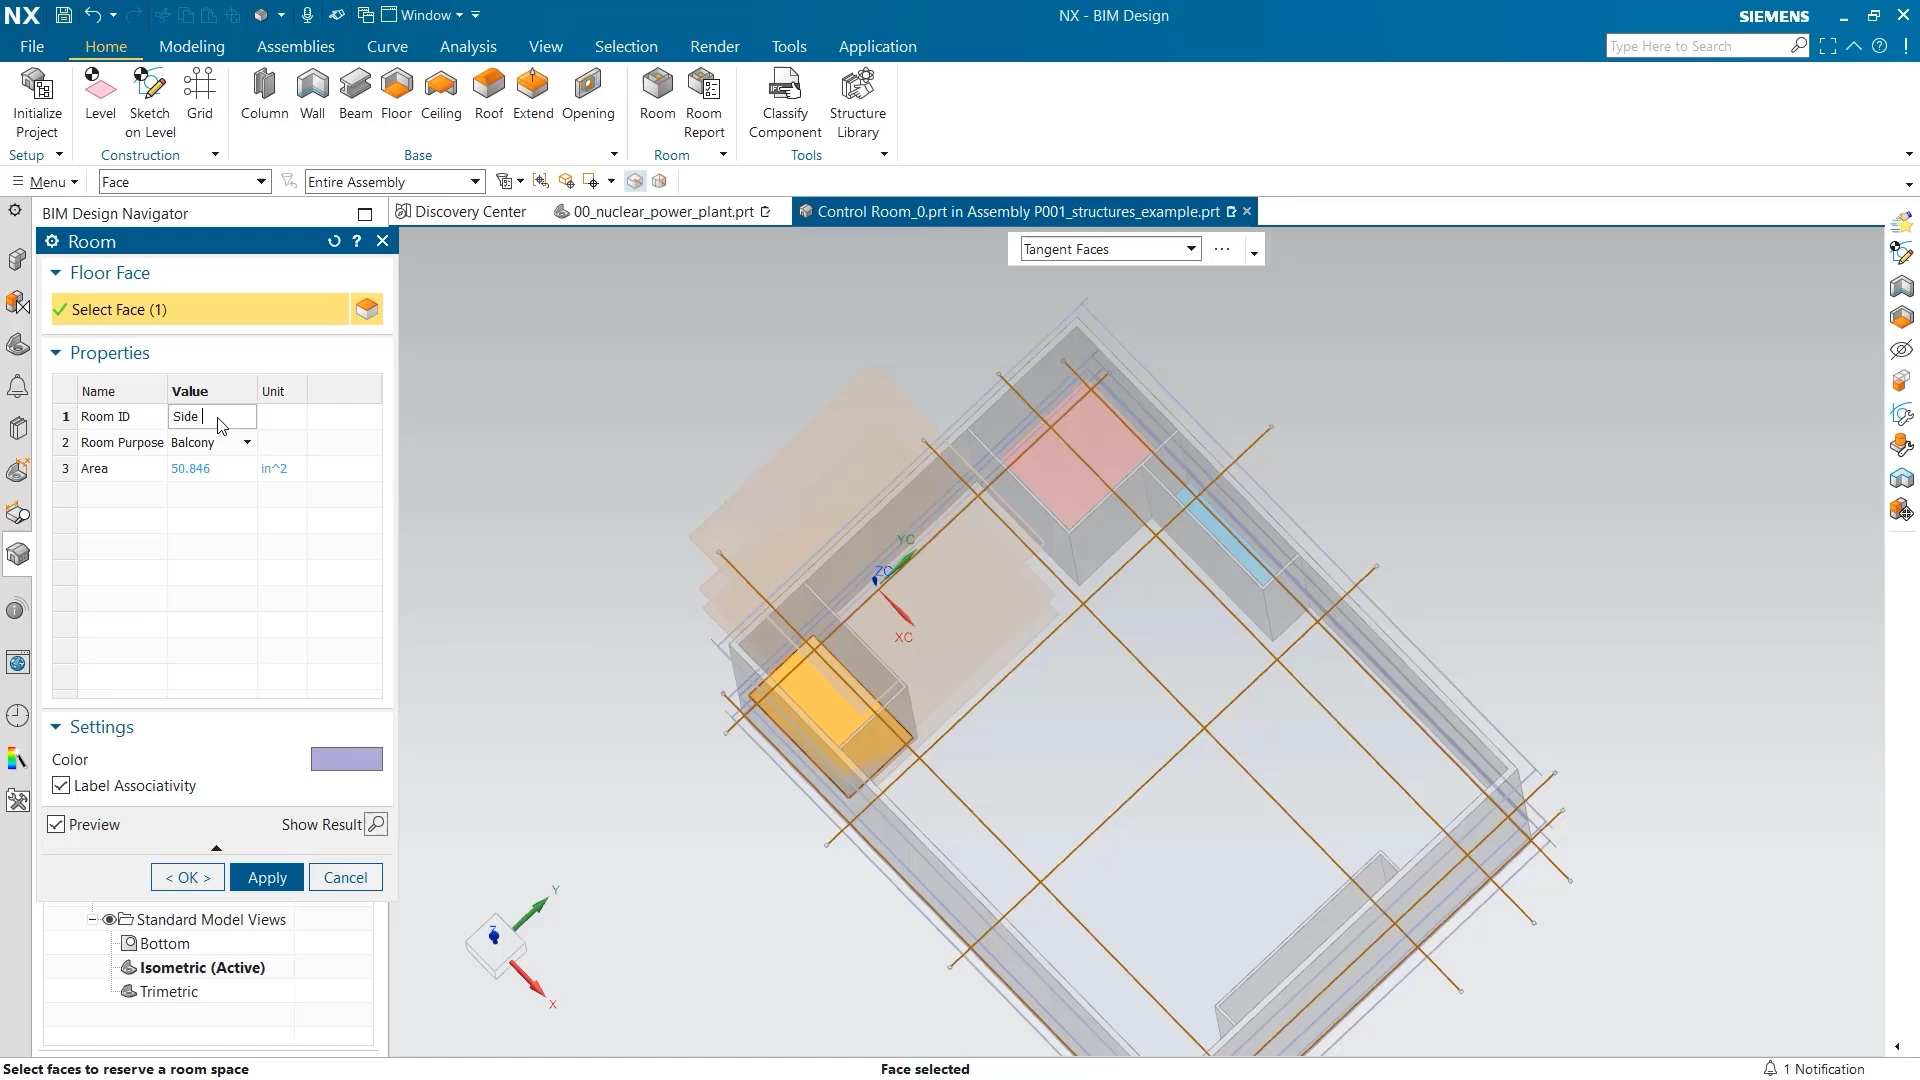 NX
Window
NX - BIM Design
SIEMENS
File
Home
Modeling
Assemblies
Curve
Analysis
View
Selection
Render
Tools
Application
Type Here to Search
Initialize
Project
Level
Sketch
on Level
Grid
Column
Wall
Beam
Floor
Ceiling
Roof
Extend
Opening
Room
Room
Report
Classify
Component
Structure
Library
Setup
Construction
Base
Room
Tools
Menu
Face
Entire Assembly
BIM Design Navigator
Discovery Center
00_nuclear_power_plant.prt
Control Room_0.prt in Assembly P001_structures_example.prt
Room
Tangent Faces
Floor Face
Select Face (1)
Properties
Name Value Unit
1 Room ID Side
2 Room Purpose Balcony
3 Area 50.846 in^2
Settings
Color
Label Associativity
Preview
Show Result
< OK >
Apply
Cancel
Standard Model Views
Bottom
Isometric (Active)
Trimetric
YC
ZC
XC
Y
Z
X
Select faces to reserve a room space
Face selected
1 Notification